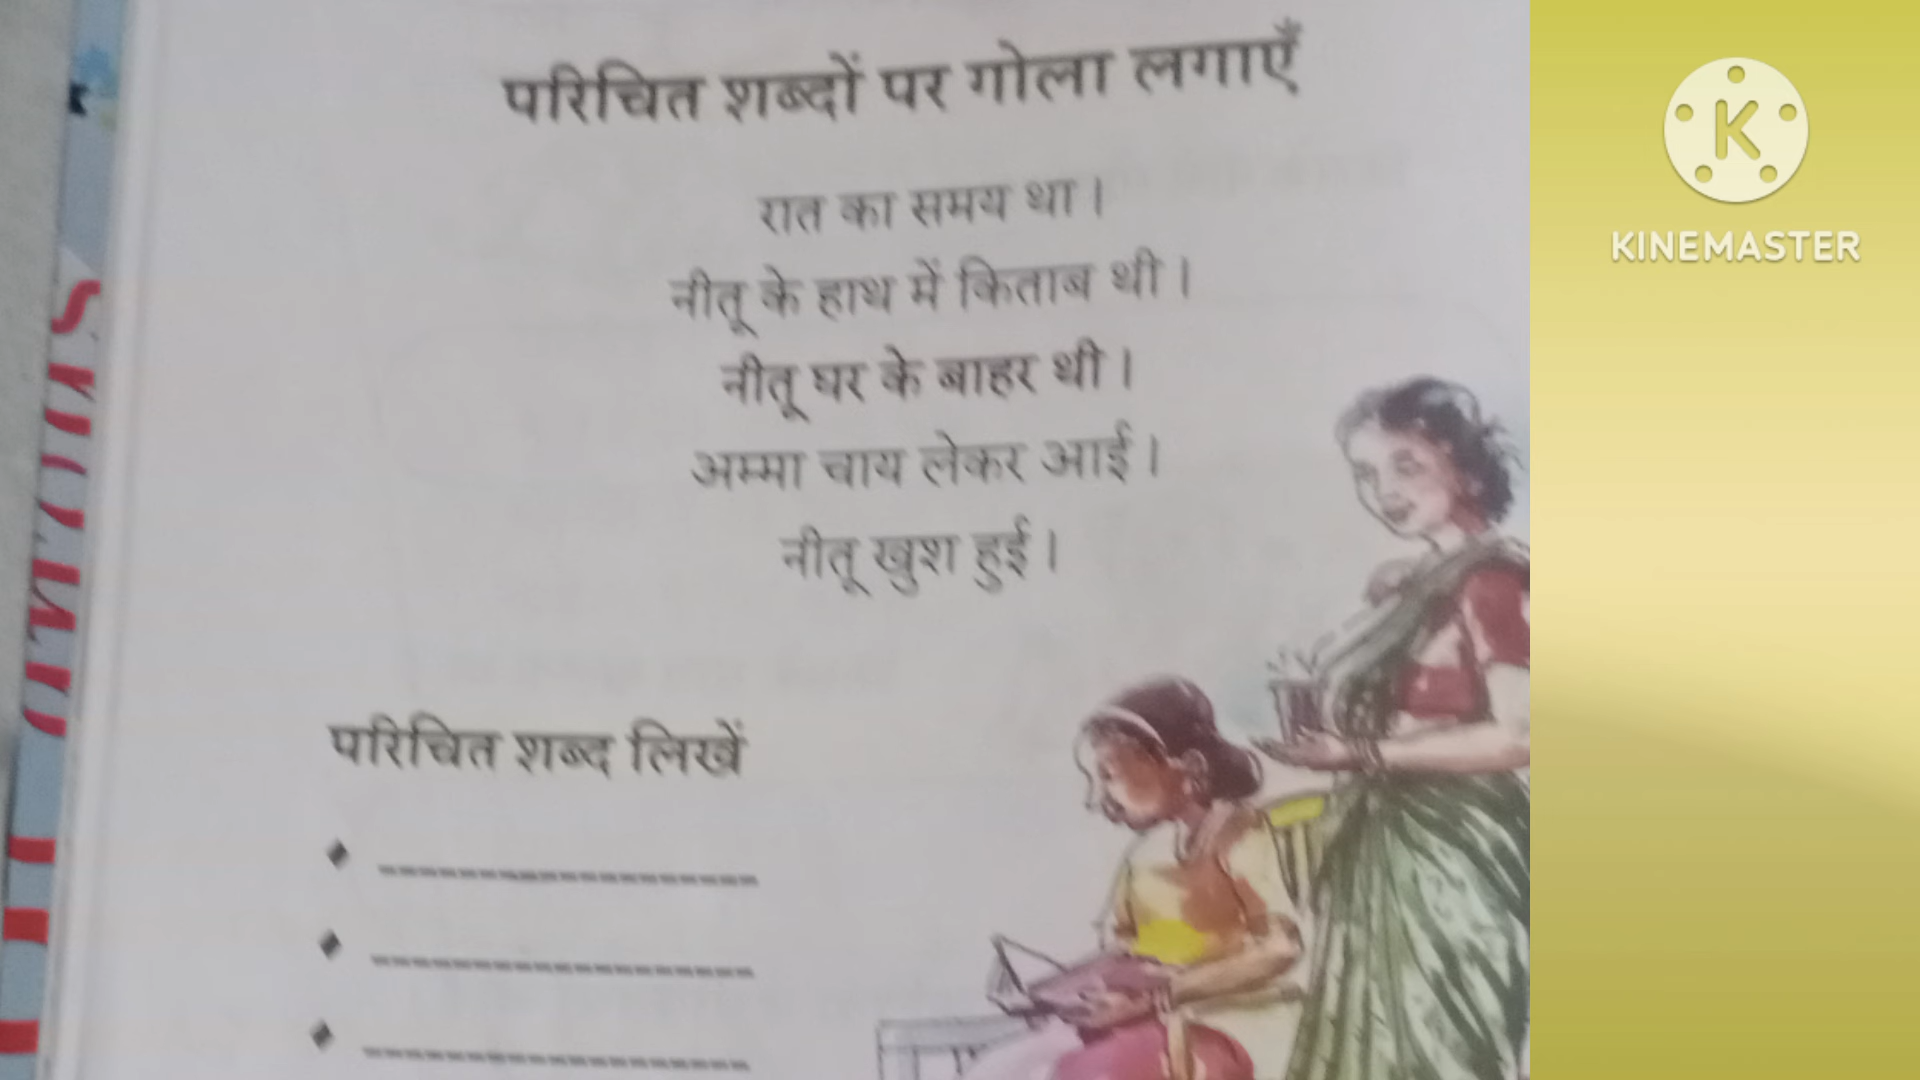 परिचित शब्दों पर गोला लगाएँ
रात का समय था।
नीतू के हाथ में किताब थी।
नीतू घर के बाहर थी।
अम्मा चाय लेकर आई।
नीतू खुश हुई।
परिचित शब्द लिखें
KINEMASTER